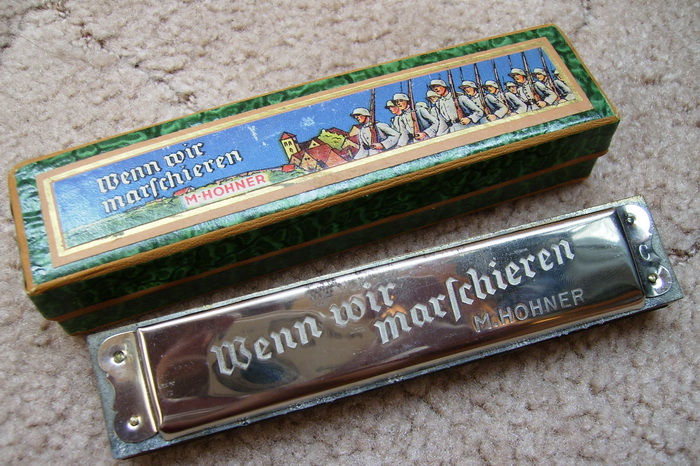 Wenn wir
marſchieren
M·HOHNER
Wenn wir
marſchieren
M. HOHNER
G